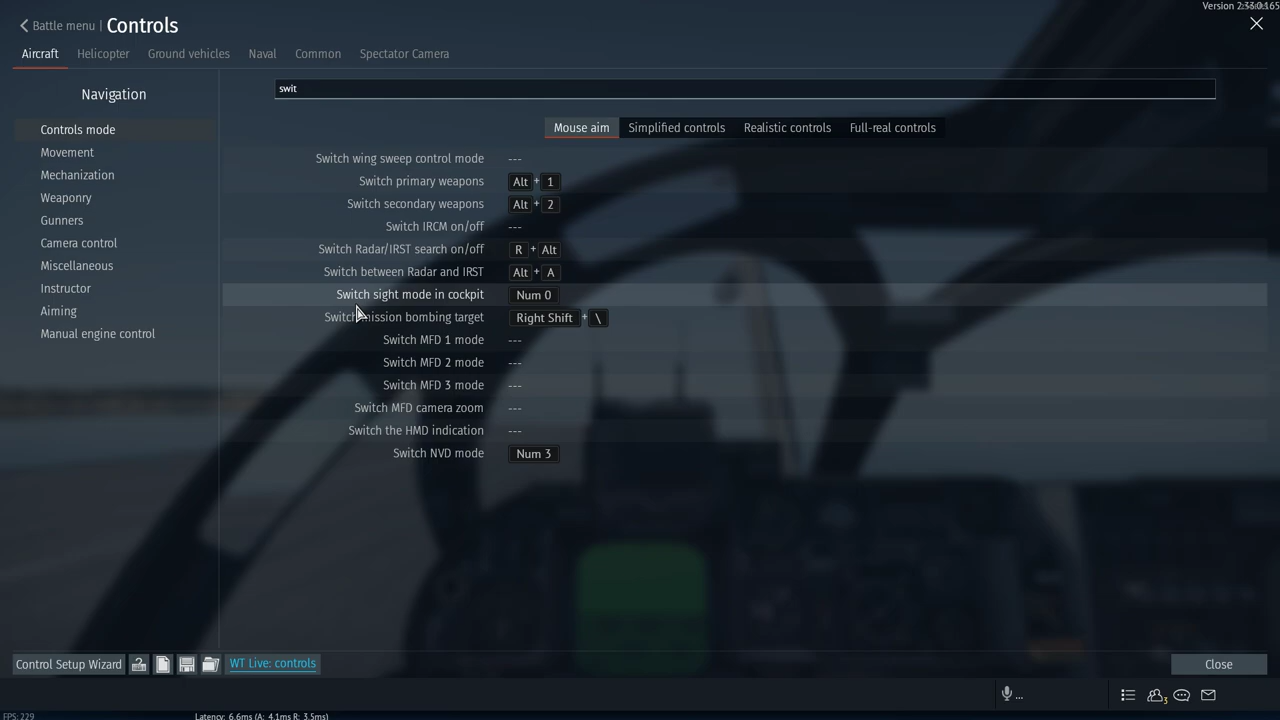 Version 2.33.0.165
Battle menu | Controls
Aircraft Helicopter Ground vehicles Naval Common Spectator Camera
Navigation
swit
Controls mode
Movement
Mechanization
Weaponry
Gunners
Camera control
Miscellaneous
Instructor
Aiming
Manual engine control
Mouse aim Simplified controls Realistic controls Full-real controls
Switch wing sweep control mode ---
Switch primary weapons Alt + 1
Switch secondary weapons Alt + 2
Switch IRCM on/off ---
Switch Radar/IRST search on/off R + Alt
Switch between Radar and IRST Alt + A
Switch sight mode in cockpit Num 0
Switch mission bombing target Right Shift + \
Switch MFD 1 mode ---
Switch MFD 2 mode ---
Switch MFD 3 mode ---
Switch MFD camera zoom ---
Switch the HMD indication ---
Switch NVD mode Num 3
Control Setup Wizard WT Live: controls Close
... 3
FPS: 229 Latency: 6.6ms (A: 4.1ms R: 3.5ms)